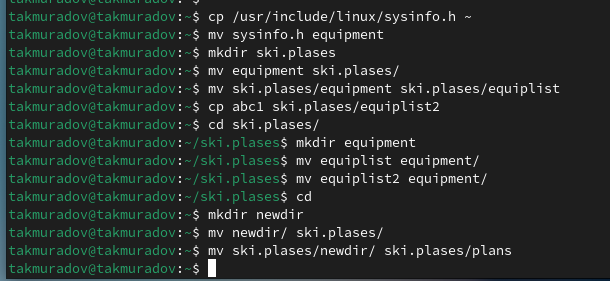 takmuradov@takmuradov:~$ cp /usr/include/linux/sysinfo.h ~
takmuradov@takmuradov:~$ mv sysinfo.h equipment
takmuradov@takmuradov:~$ mkdir ski.plases
takmuradov@takmuradov:~$ mv equipment ski.plases/
takmuradov@takmuradov:~$ mv ski.plases/equipment ski.plases/equiplist
takmuradov@takmuradov:~$ cp abc1 ski.plases/equiplist2
takmuradov@takmuradov:~$ cd ski.plases/
takmuradov@takmuradov:~/ski.plases$ mkdir equipment
takmuradov@takmuradov:~/ski.plases$ mv equiplist equipment/
takmuradov@takmuradov:~/ski.plases$ mv equiplist2 equipment/
takmuradov@takmuradov:~/ski.plases$ cd
takmuradov@takmuradov:~$ mkdir newdir
takmuradov@takmuradov:~$ mv newdir/ ski.plases/
takmuradov@takmuradov:~$ mv ski.plases/newdir/ ski.plases/plans
takmuradov@takmuradov:~$